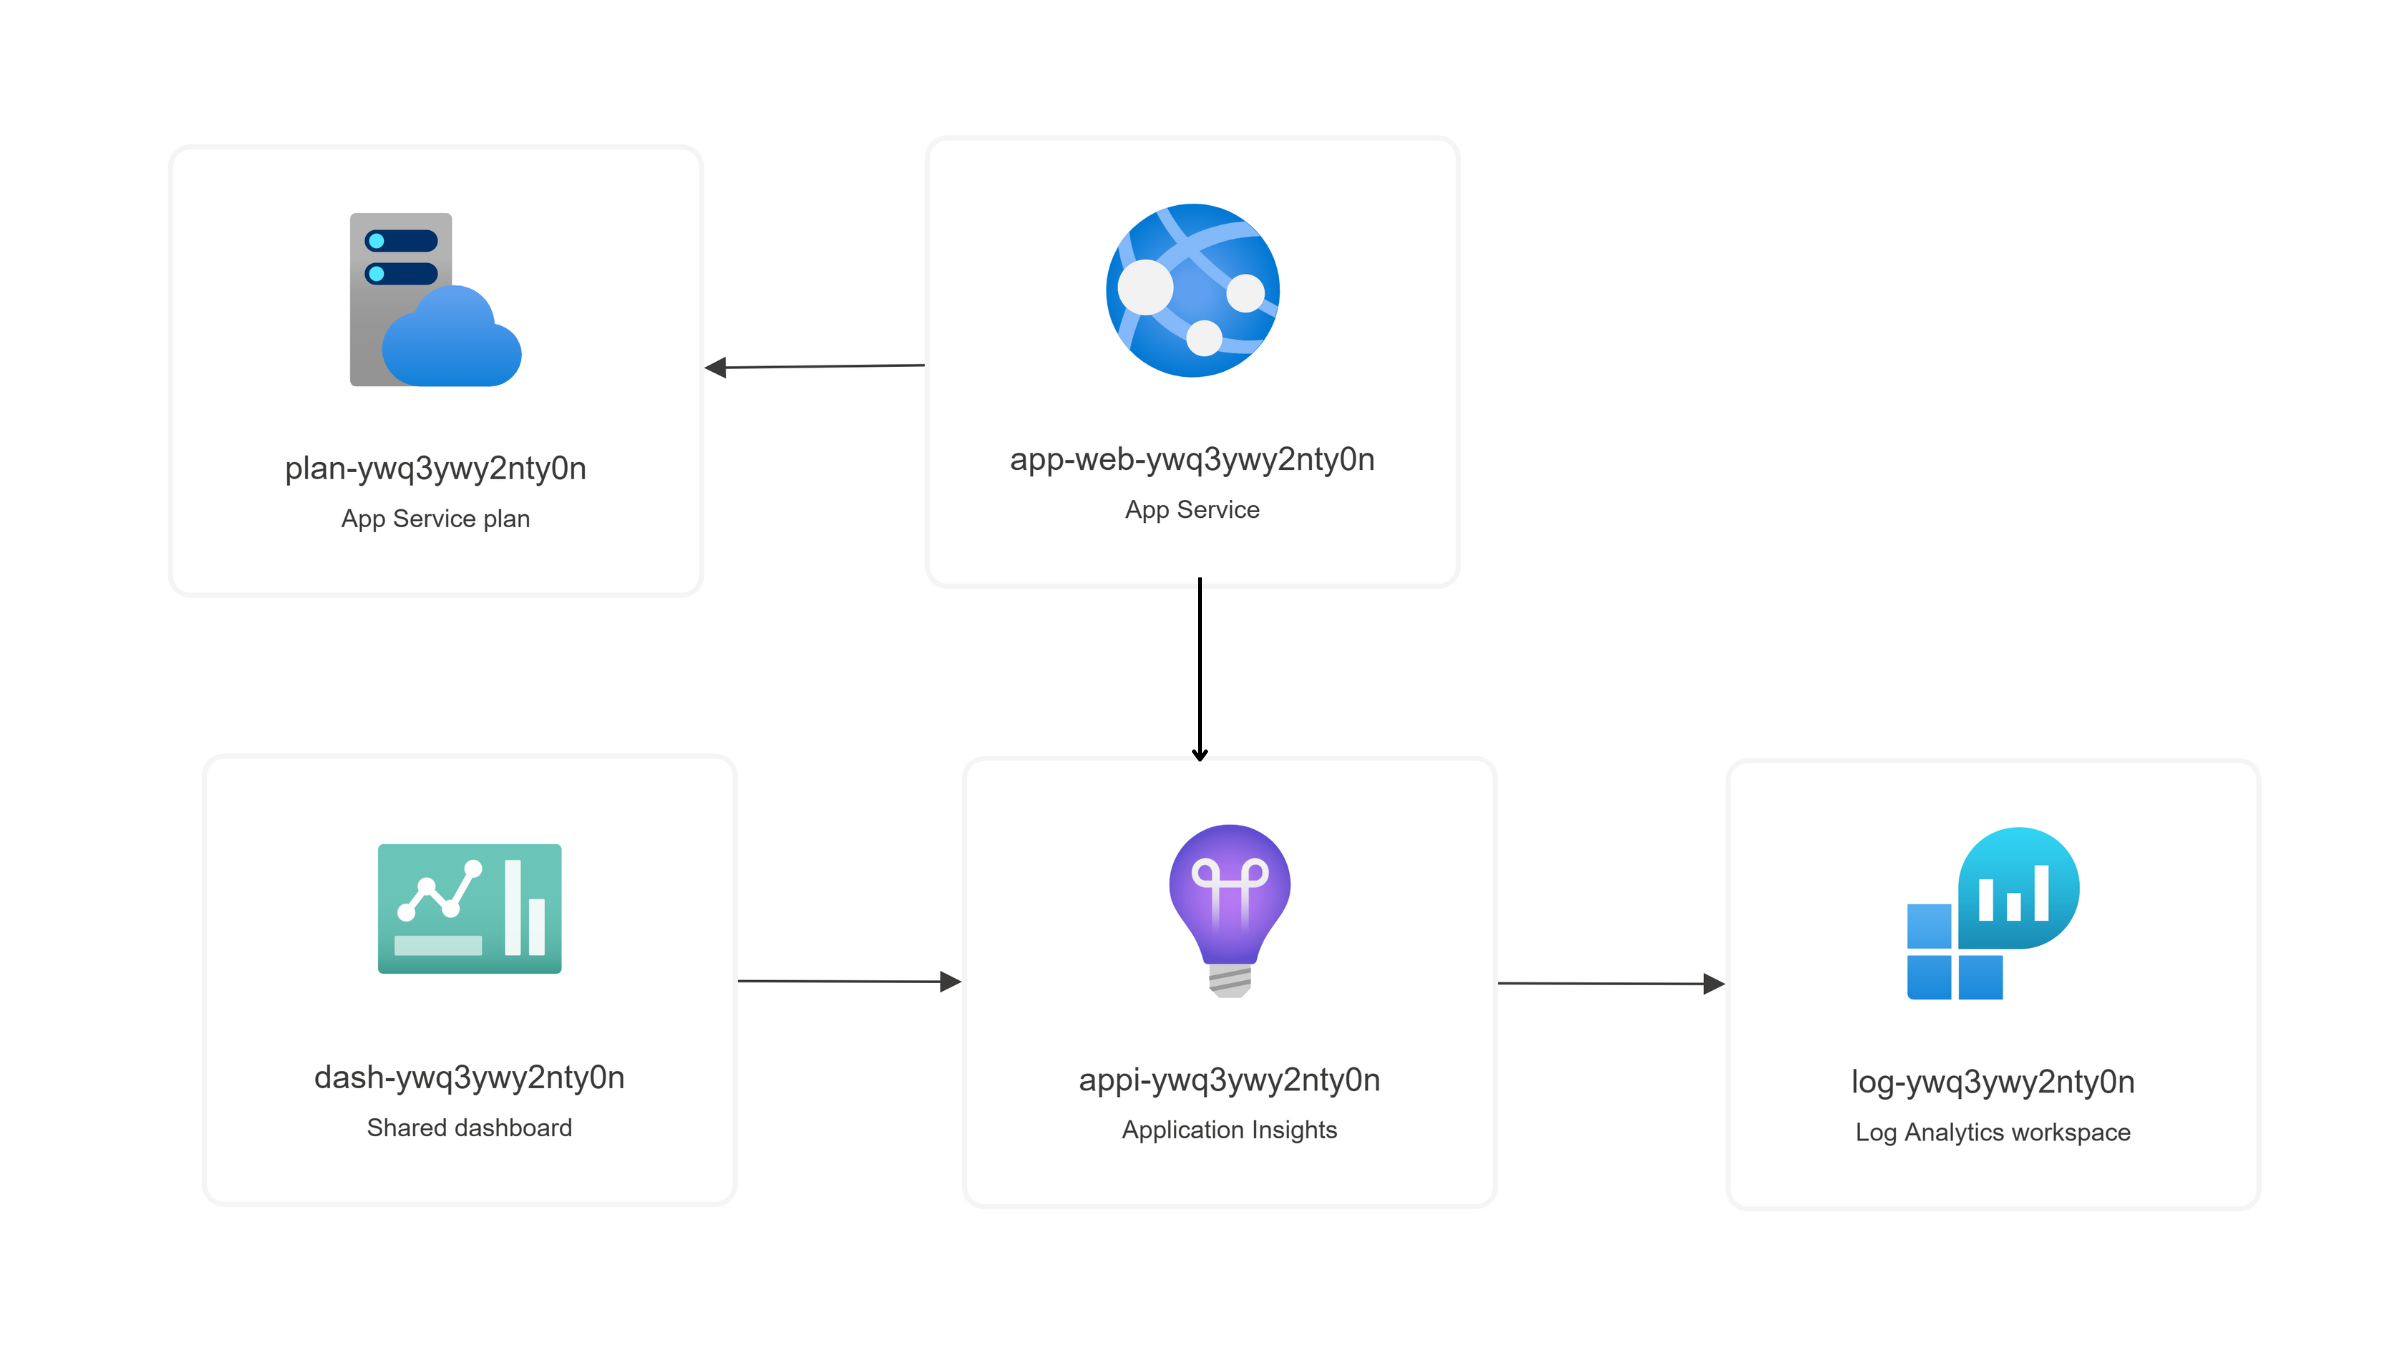 plan-ywq3ywy2nty0n
App Service plan
app-web-ywq3ywy2nty0n
App Service
dash-ywq3ywy2nty0n
Shared dashboard
appi-ywq3ywy2nty0n
Application Insights
log-ywq3ywy2nty0n
Log Analytics workspace